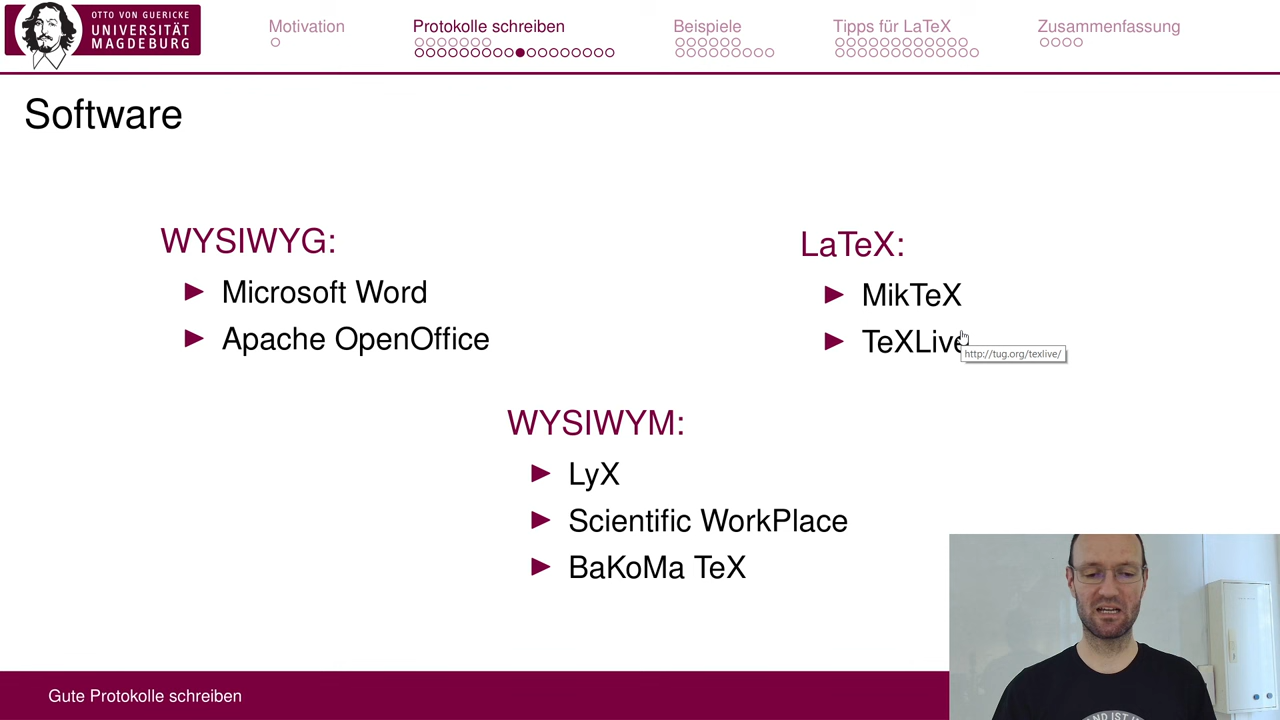 OTTO VON GUERICKE
UNIVERSITÄT
MAGDEBURG
Motivation
Protokolle schreiben
Beispiele
Tipps für LaTeX
Zusammenfassung
Software
WYSIWYG:
Microsoft Word
Apache OpenOffice
LaTeX:
MikTeX
TeXLive
http://tug.org/texlive/
WYSIWYM:
LyX
Scientific WorkPlace
BaKoMa TeX
Gute Protokolle schreiben